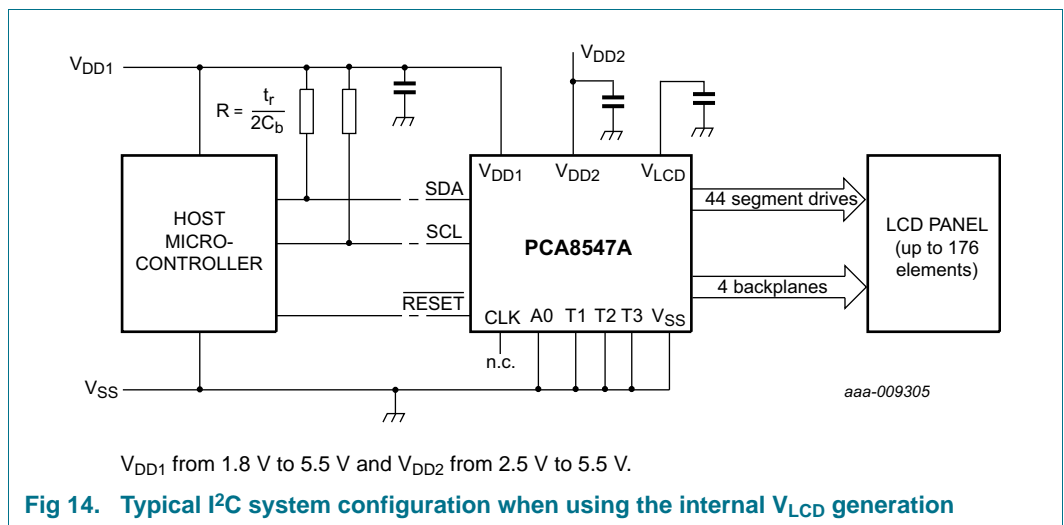 VDD1
VDD2
R = tr
2Cb
VDD1 VDD2 VLCD
SDA
44 segment drives
HOST
MICRO-
CONTROLLER
SCL
PCA8547A
LCD PANEL
(up to 176
elements)
4 backplanes
RESET
CLK A0 T1 T2 T3 VSS
n.c.
VSS
aaa-009305
VDD1 from 1.8 V to 5.5 V and VDD2 from 2.5 V to 5.5 V.
Fig 14. Typical I²C system configuration when using the internal VLCD generation